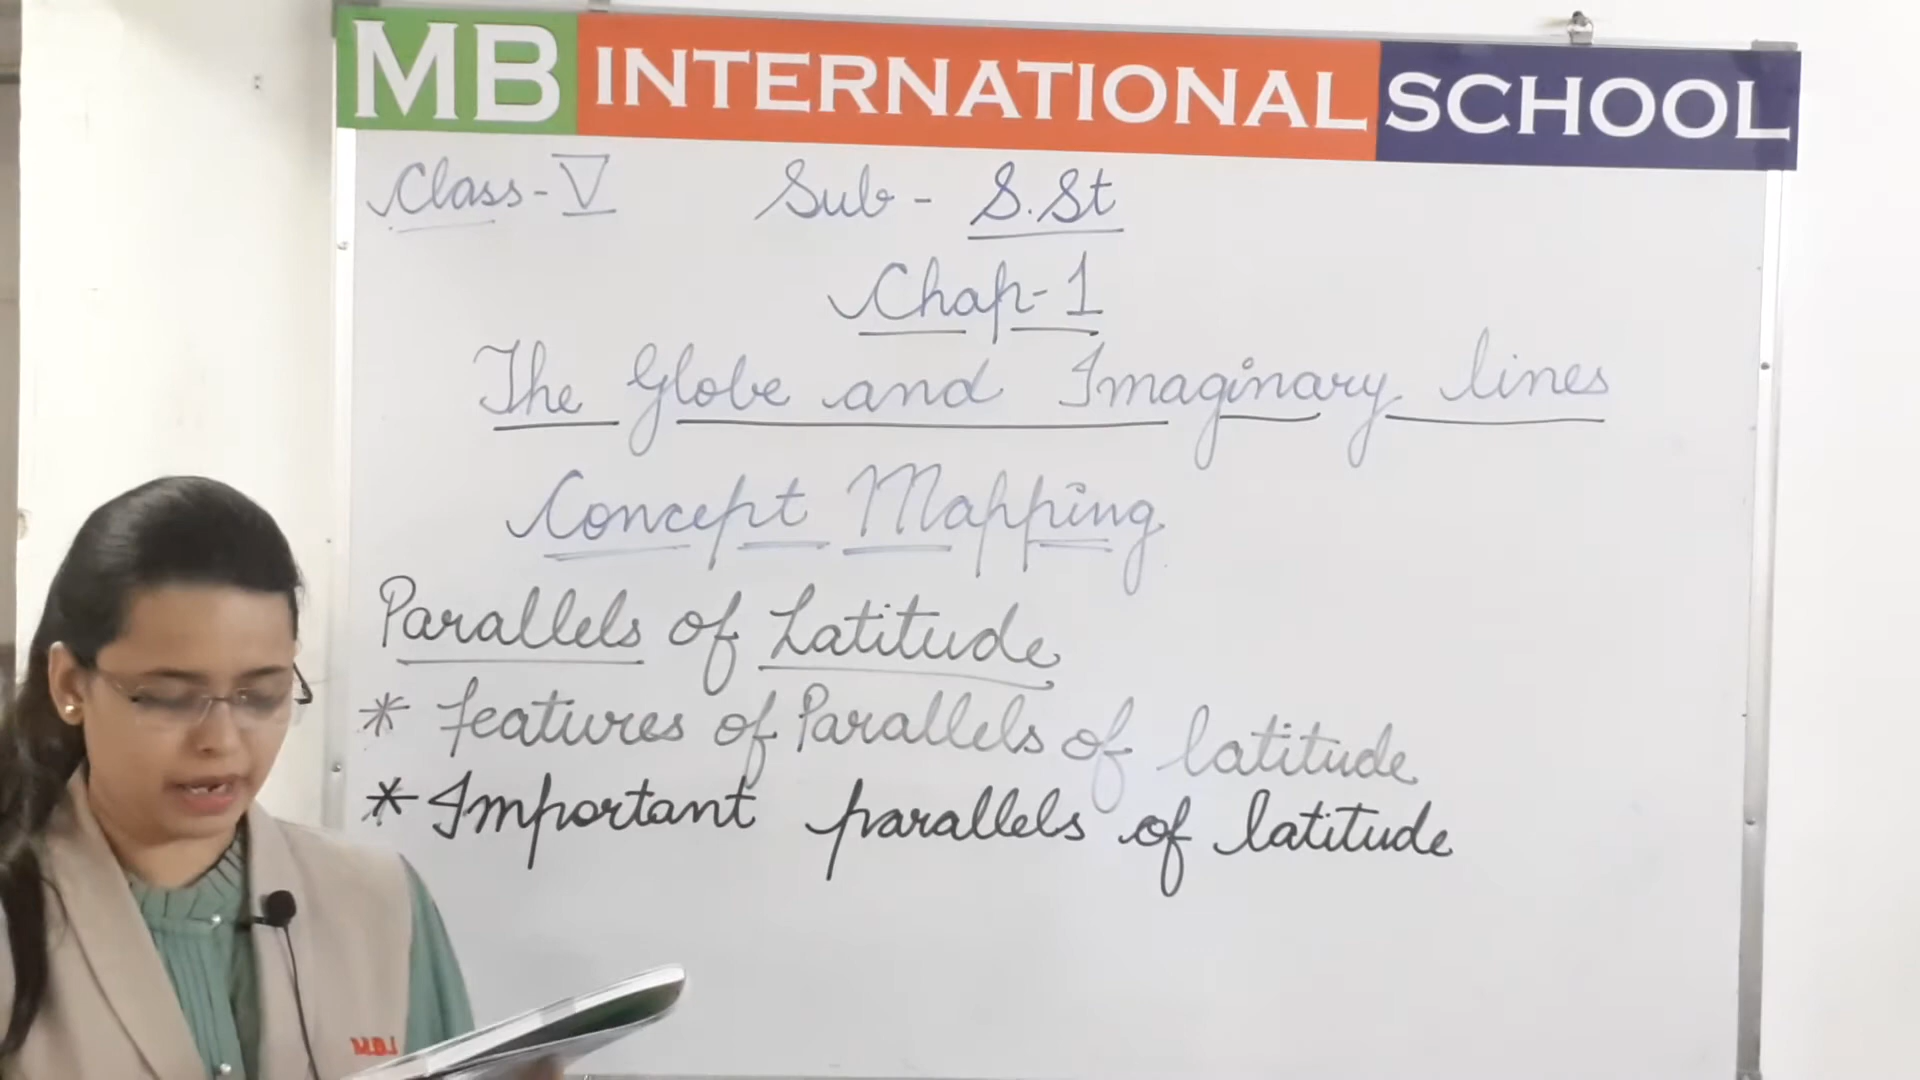 MB INTERNATIONAL SCHOOL
Class-V Sub - S.St
Chap-1
The Globe and Imaginary lines
Concept Mapping
Parallels of Latitude
* features of Parallels of latitude
* Important parallels of latitude
M.B.I